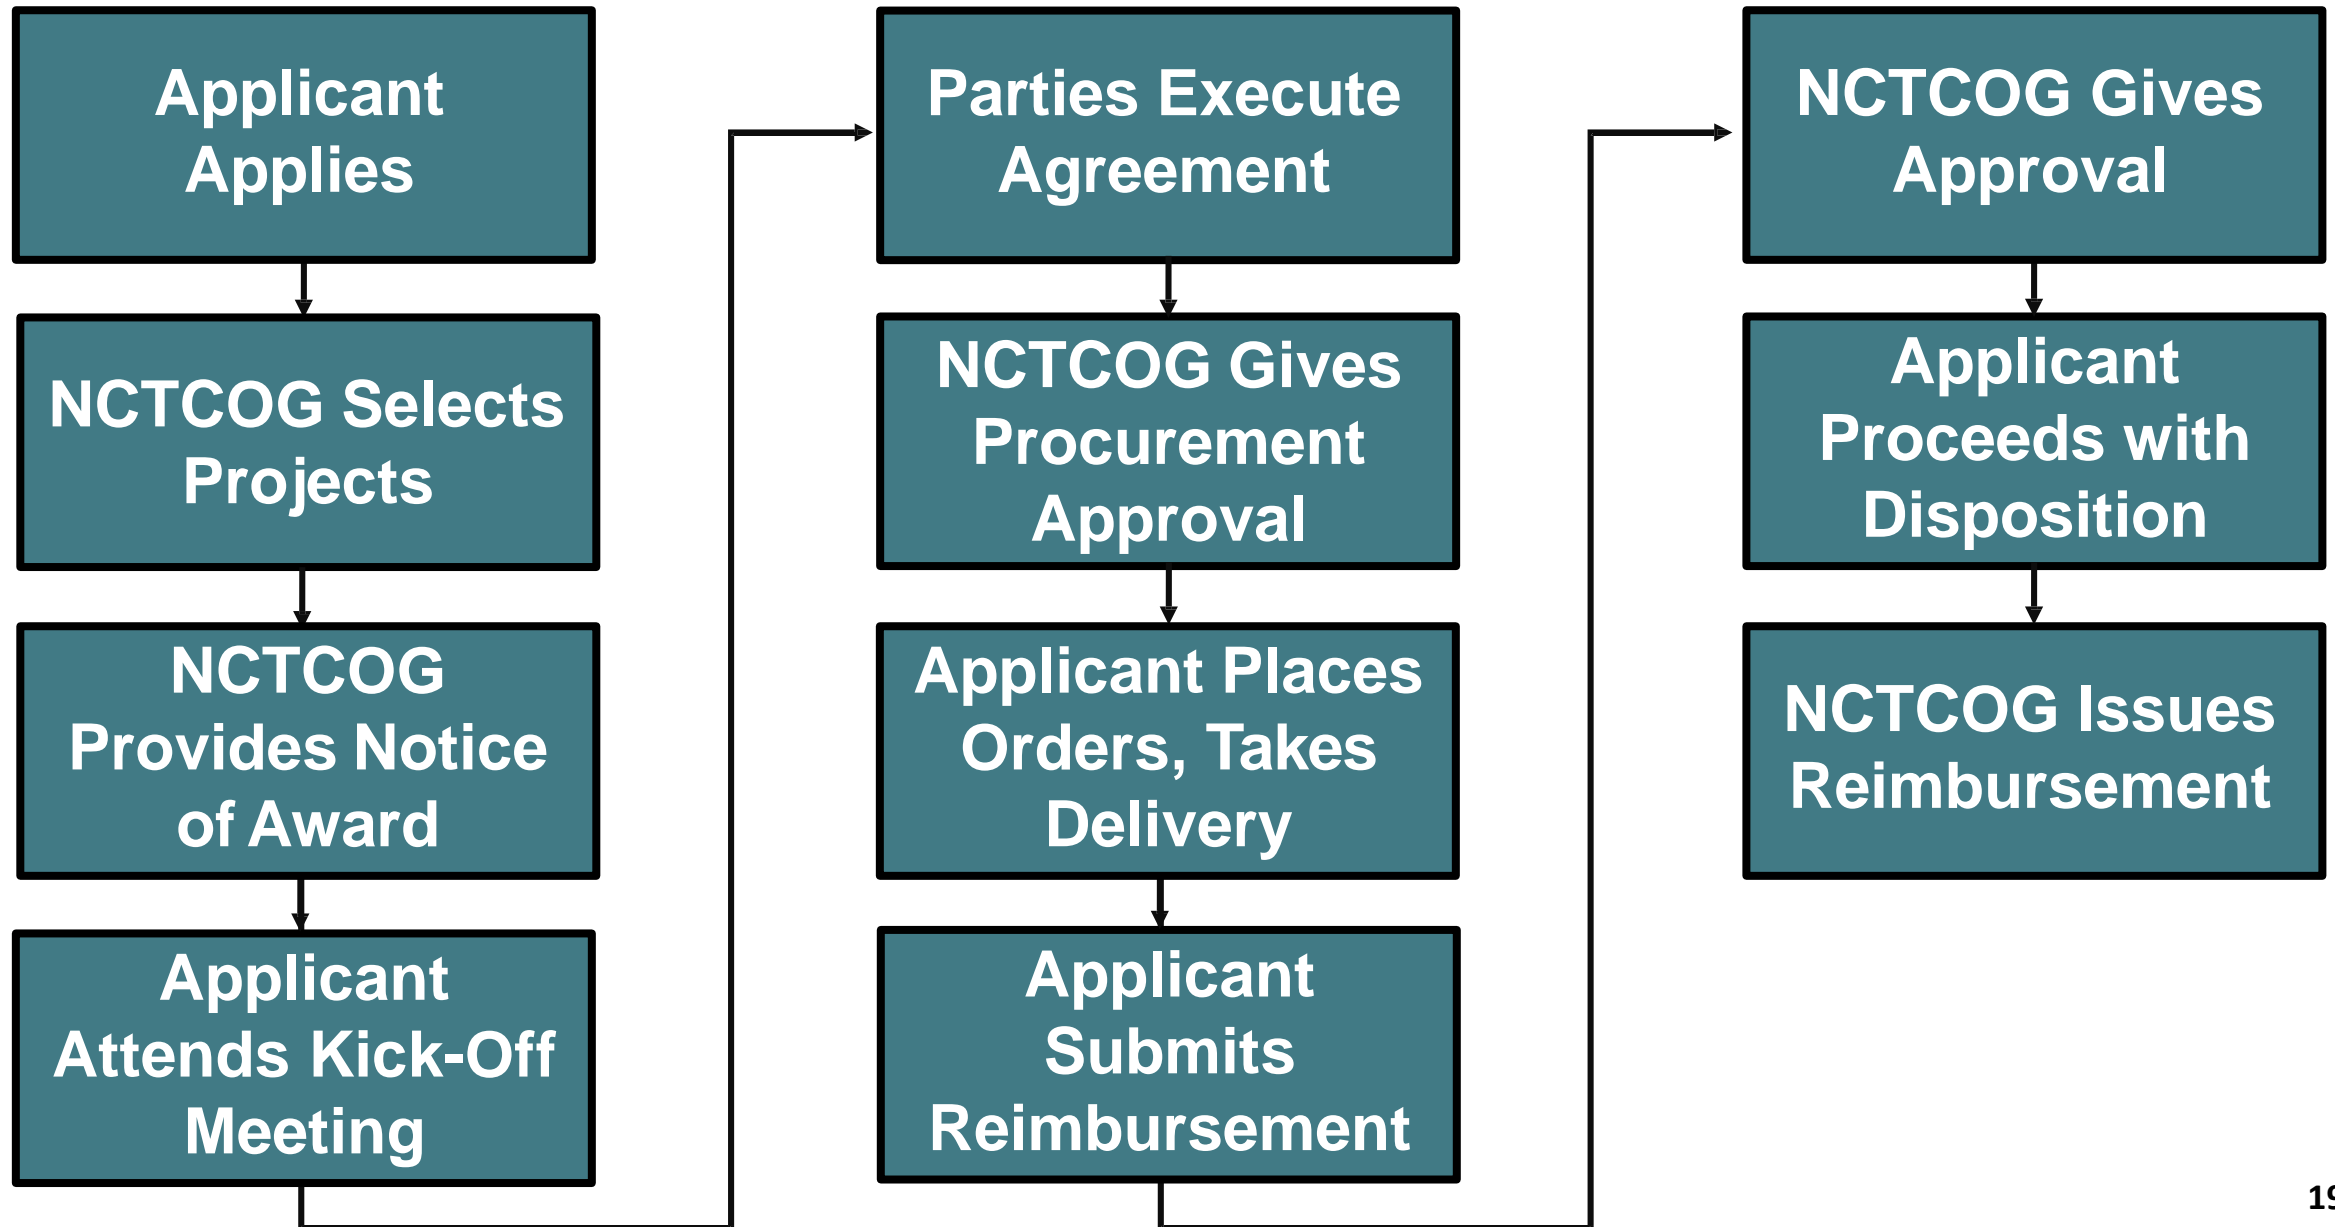 Applicant
Applies
NCTCOG Selects
Projects
NCTCOG
Provides Notice
of Award
Applicant
Attends Kick-Off
Meeting
Parties Execute
Agreement
NCTCOG Gives
Procurement
Approval
Applicant Places
Orders, Takes
Delivery
Applicant
Submits
Reimbursement
NCTCOG Gives
Approval
Applicant
Proceeds with
Disposition
NCTCOG Issues
Reimbursement
19